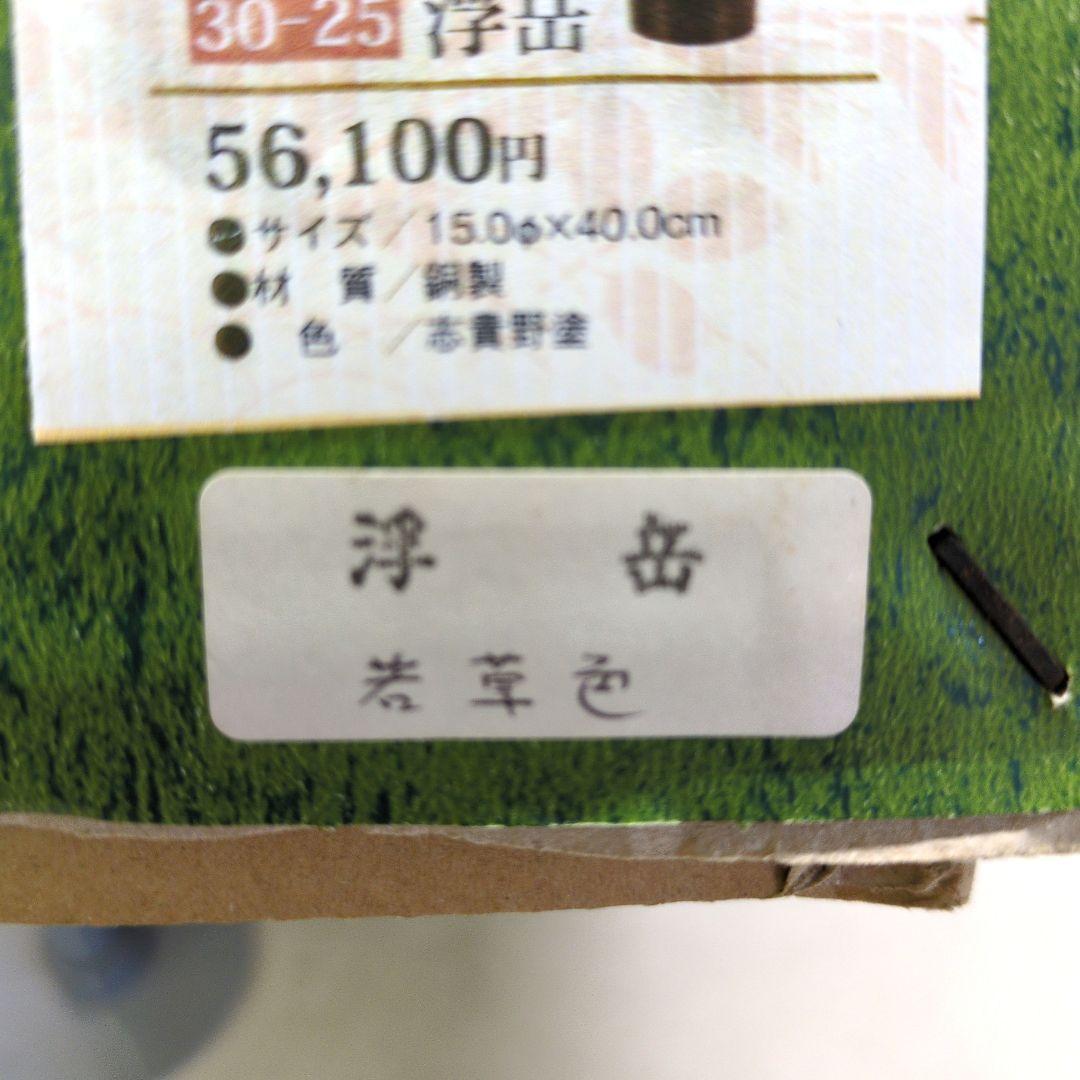 30-25 浮岳
56,100円
●サイズ／15.0φ×40.0cm
●材　質／銅製
●　色　／志貴野塗
浮　岳
若草色